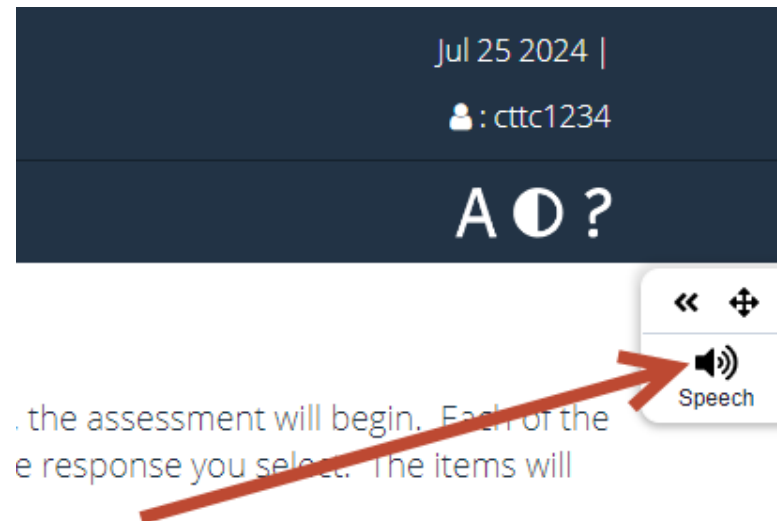 Jul 25 2024 |
: cttc1234
A ?
Speech
, the assessment will begin. Each of the
e response you select. The items will